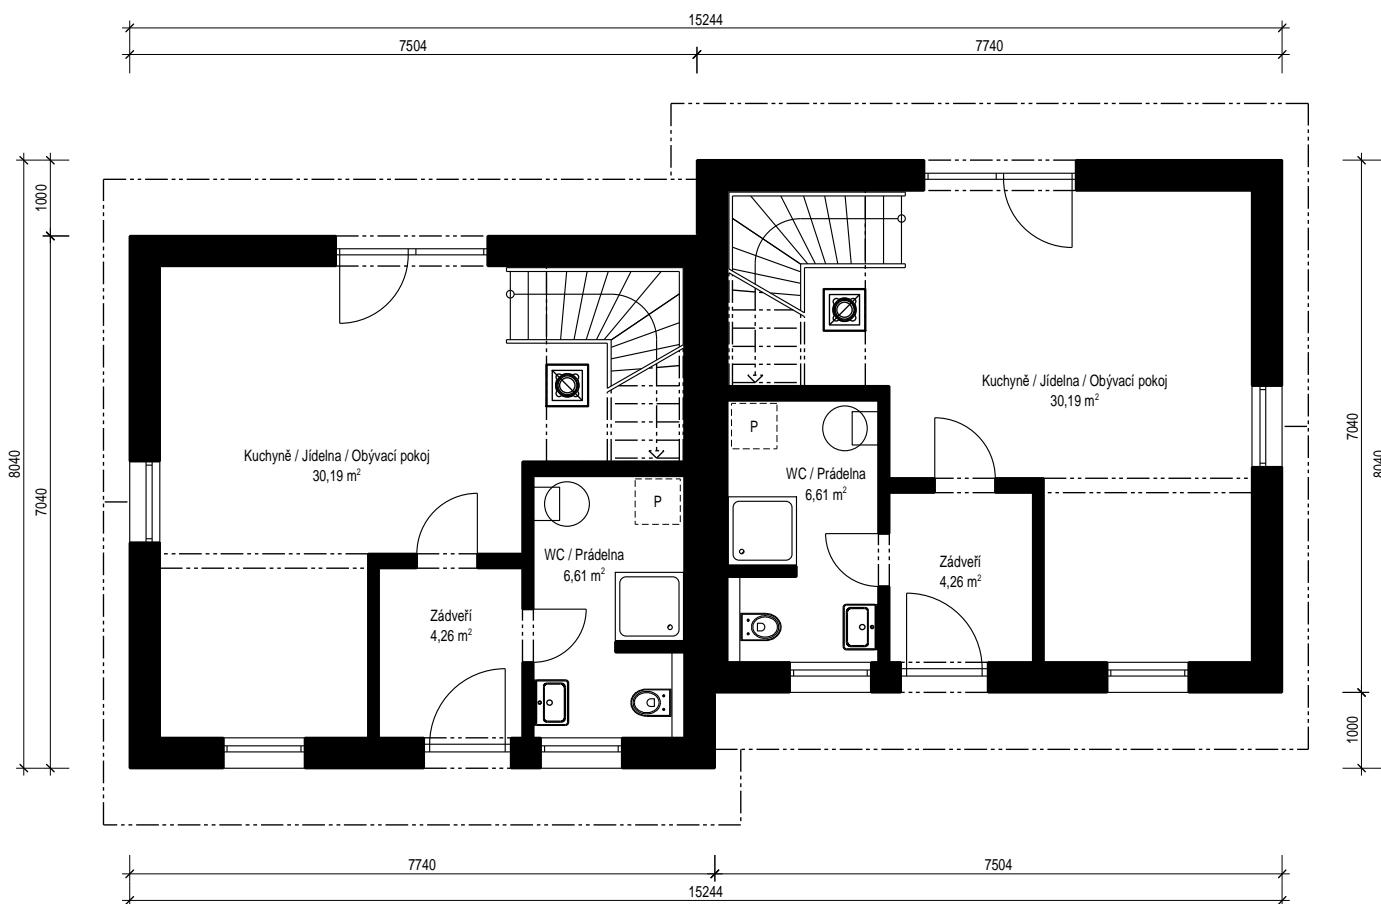 15244
7504
7740
1000
7040
8040
Kuchyně / Jídelna / Obývací pokoj
30,19 m²
P
WC / Prádelna
6,61 m²
Zádveří
4,26 m²
Kuchyně / Jídelna / Obývací pokoj
30,19 m²
P
WC / Prádelna
6,61 m²
Zádveří
4,26 m²
7040
8040
1000
7740
7504
15244